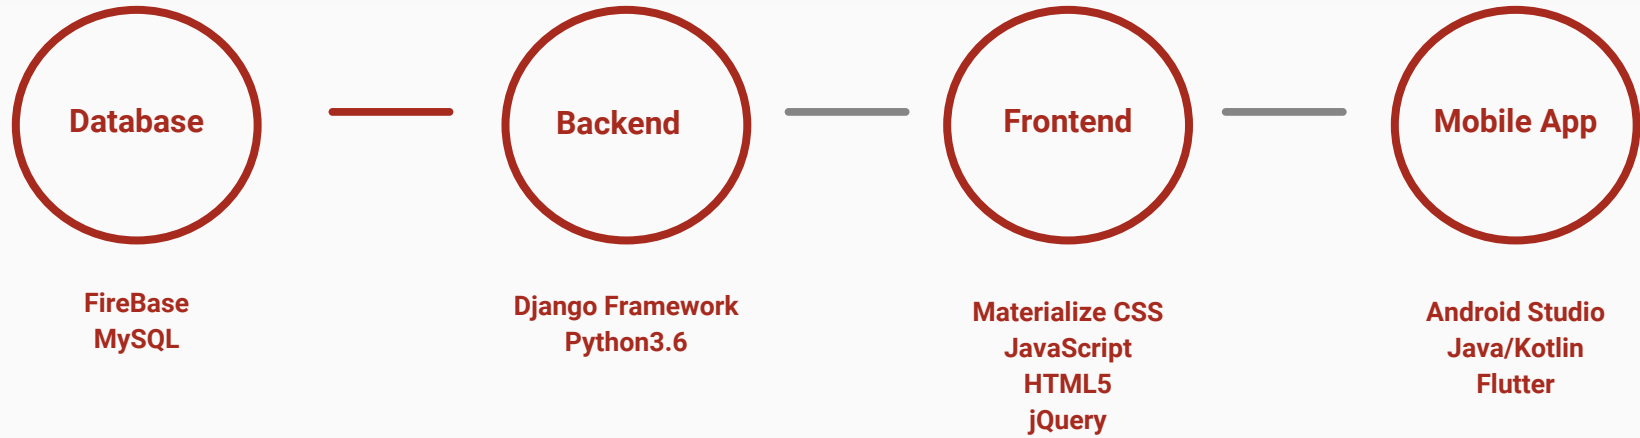 Database
Backend
Frontend
Mobile App
FireBase
MySQL
Django Framework
Python3.6
Materialize CSS
JavaScript
HTML5
jQuery
Android Studio
Java/Kotlin
Flutter